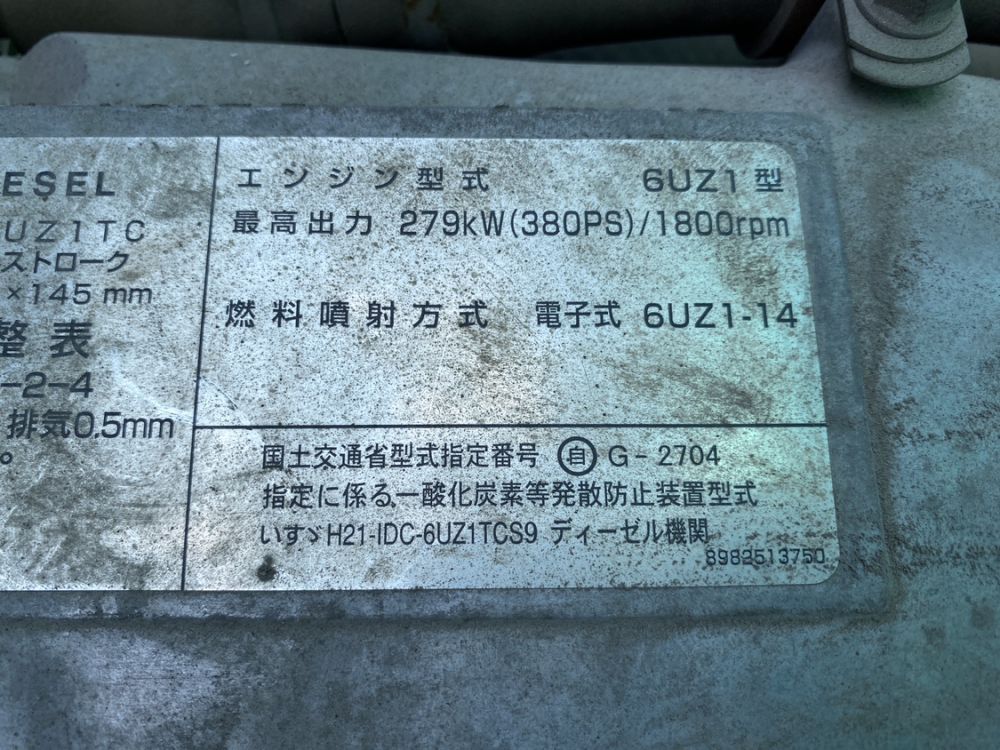 ESEL
UZ1TC
ストローク
×145 mm
整表
-2-4
排気0.5mm
°
エンジン型式 6UZ1型
最高出力 279kW(380PS)/1800rpm
燃料噴射方式 電子式 6UZ1-14
国土交通省型式指定番号 ㊀自 G-2704
指定に係る一酸化炭素等発散防止装置型式
いすゞH21-IDC-6UZ1TCS9 ディーゼル機関
8982513750